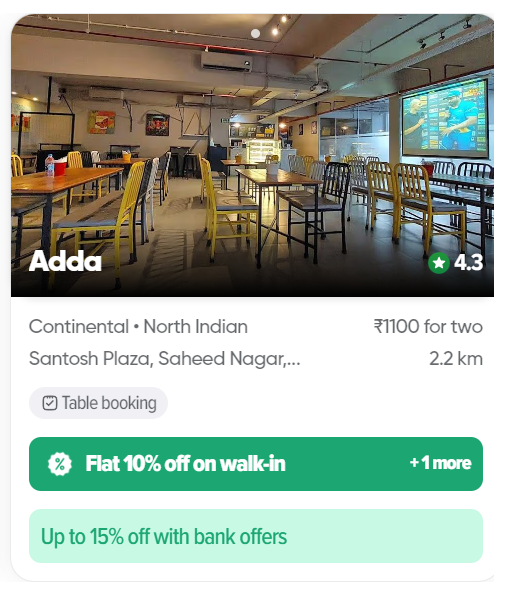 Adda
4.3
Continental • North Indian
₹1100 for two
Santosh Plaza, Saheed Nagar,...
2.2 km
Table booking
Flat 10% off on walk-in
+ 1 more
Up to 15% off with bank offers